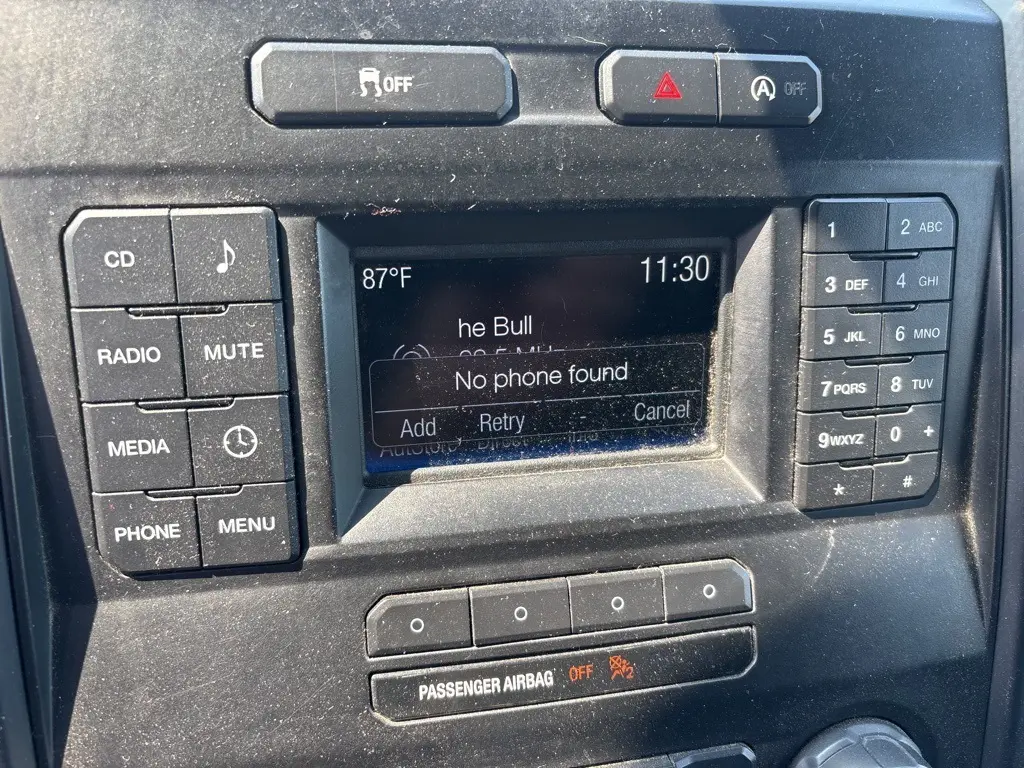 OFF
A OFF
CD
RADIO MUTE
MEDIA
PHONE MENU
87°F 11:30
he Bull
No phone found
Add Retry - Cancel
1 2 ABC
3 DEF 4 GHI
5 JKL 6 MNO
7 PQRS 8 TUV
9 WXYZ 0 +
* #
PASSENGER AIRBAG OFF 2